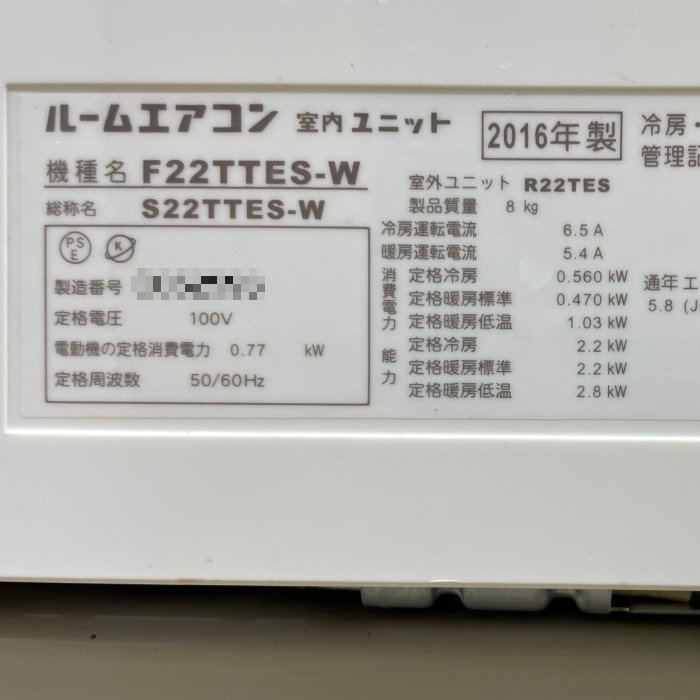 ルームエアコン 室内ユニット 2016年製
機種名 F22TTES-W
総称名 S22TTES-W
PS
E
K
製造番号
定格電圧 100V
電動機の定格消費電力 0.77 kW
定格周波数 50/60Hz
室外ユニット R22TES
製品質量 8 kg
冷房運転電流 6.5 A
暖房運転電流 5.4 A
消費電力
定格冷房 0.560 kW
定格暖房標準 0.470 kW
定格暖房低温 1.03 kW
能力
定格冷房 2.2 kW
定格暖房標準 2.2 kW
定格暖房低温 2.8 kW
冷房・
管理記
通年エ
5.8 (J